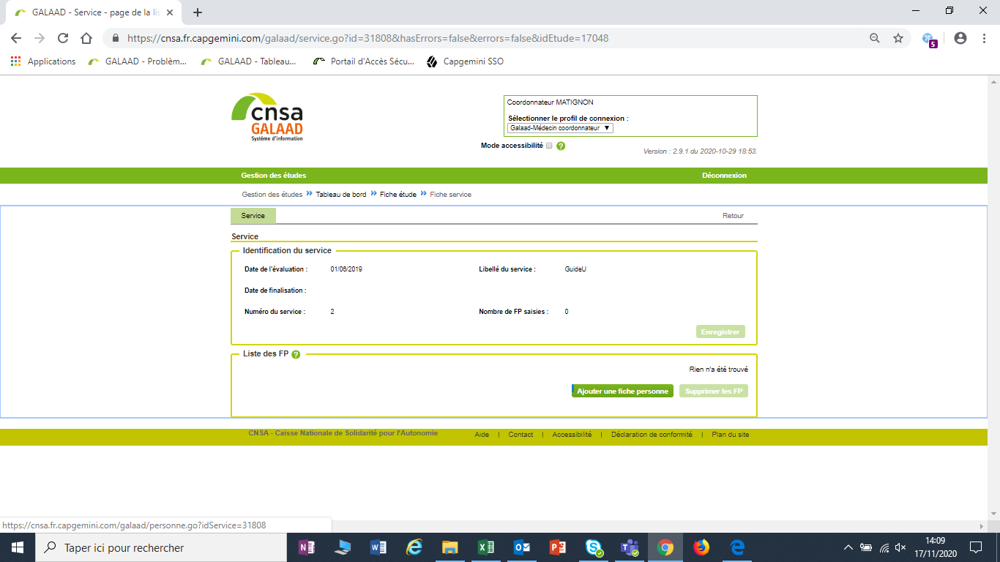 GALAAD - Service - page de la lis
https://cnsa.fr.capgemini.com/galaad/service.go?id=31808&hasErrors=false&errors=false&idEtude=17048
5
Applications GALAAD - Problèm... GALAAD - Tableau... Portail d'Accès Sécu... Capgemini SSO
cnsa
GALAAD
Système d'information
Coordonnateur MATIGNON
Sélectionner le profil de connexion :
Galaad-Médecin coordonnateur
Mode accessibilité ?
Version : 2.9.1 du 2020-10-29 18:53.
Gestion des études Déconnexion
Gestion des études » Tableau de bord » Fiche étude » Fiche service
Service Retour
Service
Identification du service
Date de l'évaluation : 01/06/2019 Libellé du service : GuideU
Date de finalisation :
Numéro du service : 2 Nombre de FP saisies : 0
Enregistrer
Liste des FP ?
Rien n'a été trouvé
Ajouter une fiche personne Supprimer les FP
CNSA - Caisse Nationale de Solidarité pour l'Autonomie Aide | Contact | Accessibilité | Déclaration de conformité | Plan du site
https://cnsa.fr.capgemini.com/galaad/personne.go?idService=31808
Taper ici pour rechercher
14:09
17/11/2020